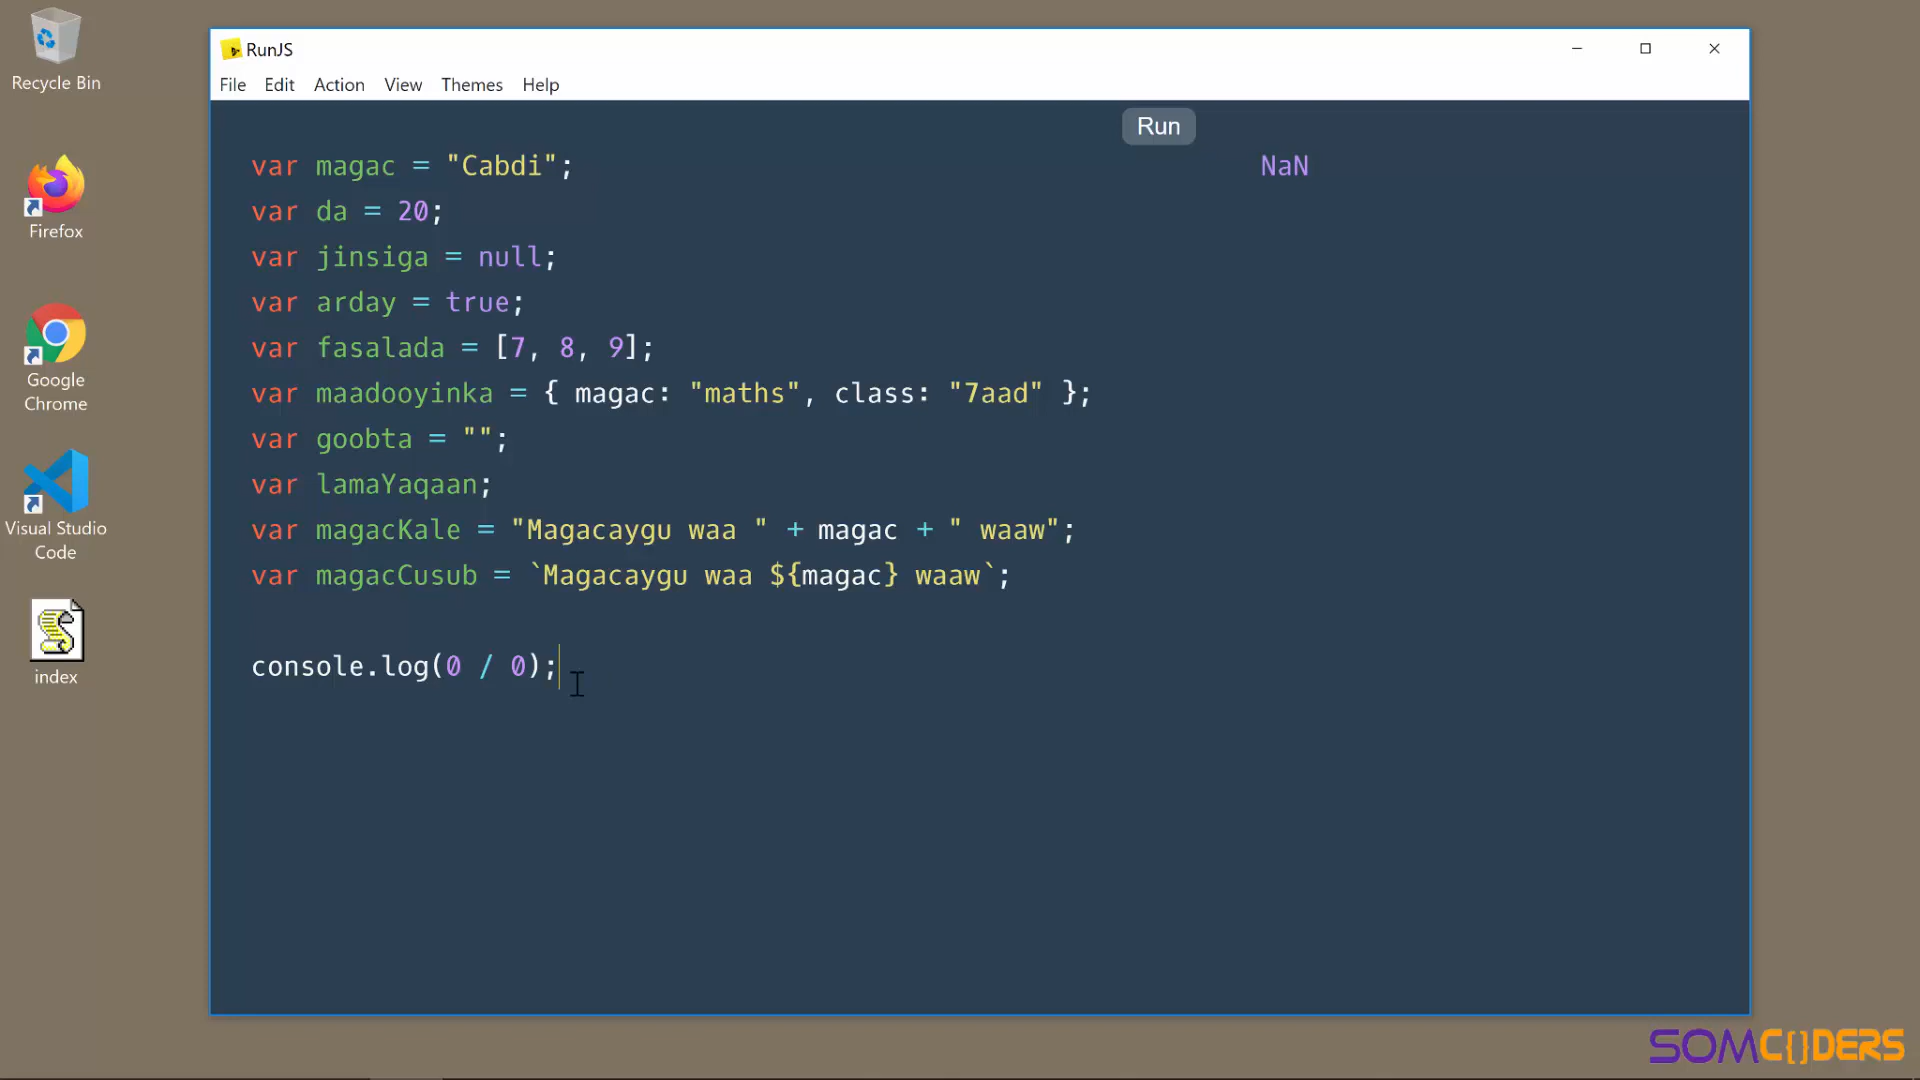 Recycle Bin
Firefox
Google
Chrome
Visual Studio
Code
index
RunJS
File Edit Action View Themes Help
Run
var magac = "Cabdi";
NaN
var da = 20;
var jinsiga = null;
var arday = true;
var fasalada = [7, 8, 9];
var maadooyinka = { magac: "maths", class: "7aad" };
var goobta = "";
var lamaYaqaan;
var magacKale = "Magacaygu waa " + magac + " waaw";
var magacCusub = `Magacaygu waa ${magac} waaw`;
console.log(0 / 0);
SOMC{}DERS